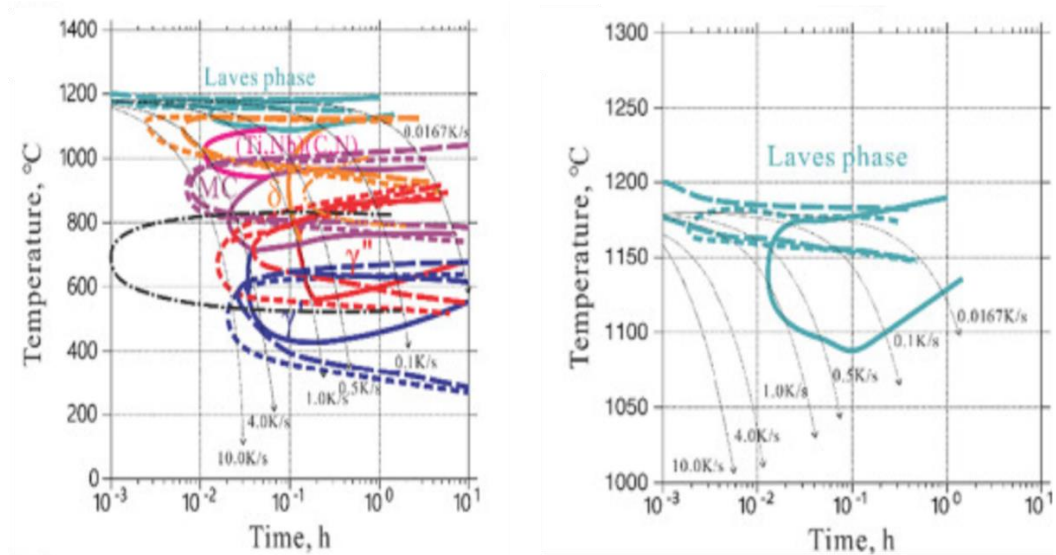 1400
1200
1000
800
600
400
200
0
Temperature, °C
10⁻³
10⁻²
10⁻¹
10⁰
10¹
Time, h
Laves phase
(Ti,Nb)(C,N)
MC
δ
γ"
0.0167K/s
0.1K/s
0.5K/s
1.0K/s
4.0K/s
10.0K/s
1300
1250
1200
1150
1100
1050
1000
Temperature, °C
10⁻³
10⁻²
10⁻¹
10⁰
10¹
Time, h
Laves phase
0.0167K/s
0.1K/s
0.5K/s
1.0K/s
4.0K/s
10.0K/s